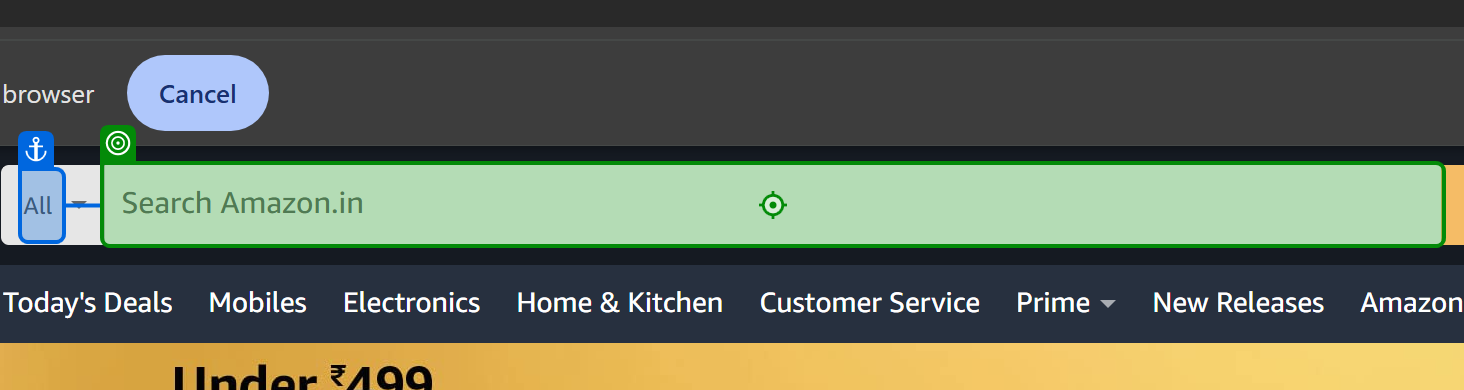 browser Cancel
All Search Amazon.in
Today's Deals Mobiles Electronics Home & Kitchen Customer Service Prime New Releases Amazon
Under ₹499